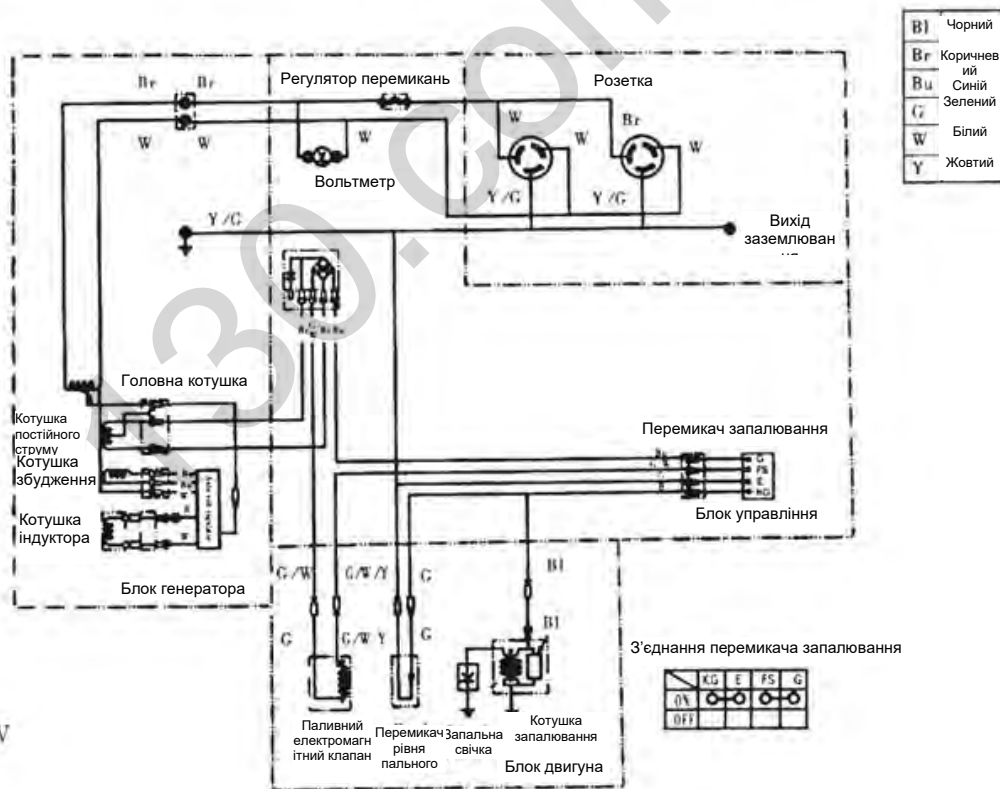 Bl Чорний
Br Коричнев
ий
Bu Синій
G Зелений
W Білий
Y Жовтий
130.com
Регулятор перемикань
Розетка
Br Br
W W
W
W
W
Br
W
Вольтметр
Y/G
Y/G
Y/G
Вихід
заземлюван
Головна котушка
Котушка
постійного
струму
Котушка
збудження
Котушка
індуктора
Блок генератора
Перемикач запалювання
G
FS
E
KG
Блок управління
G/W G/W/Y G Bl
G G/W Y G Bl
Паливний
електромагн
ітний клапан
Перемикач
рівня
пального
Запальна
свічка
Котушка
запалювання
Блок двигуна
З'єднання перемикача запалювання
KG E FS G
ON
OFF